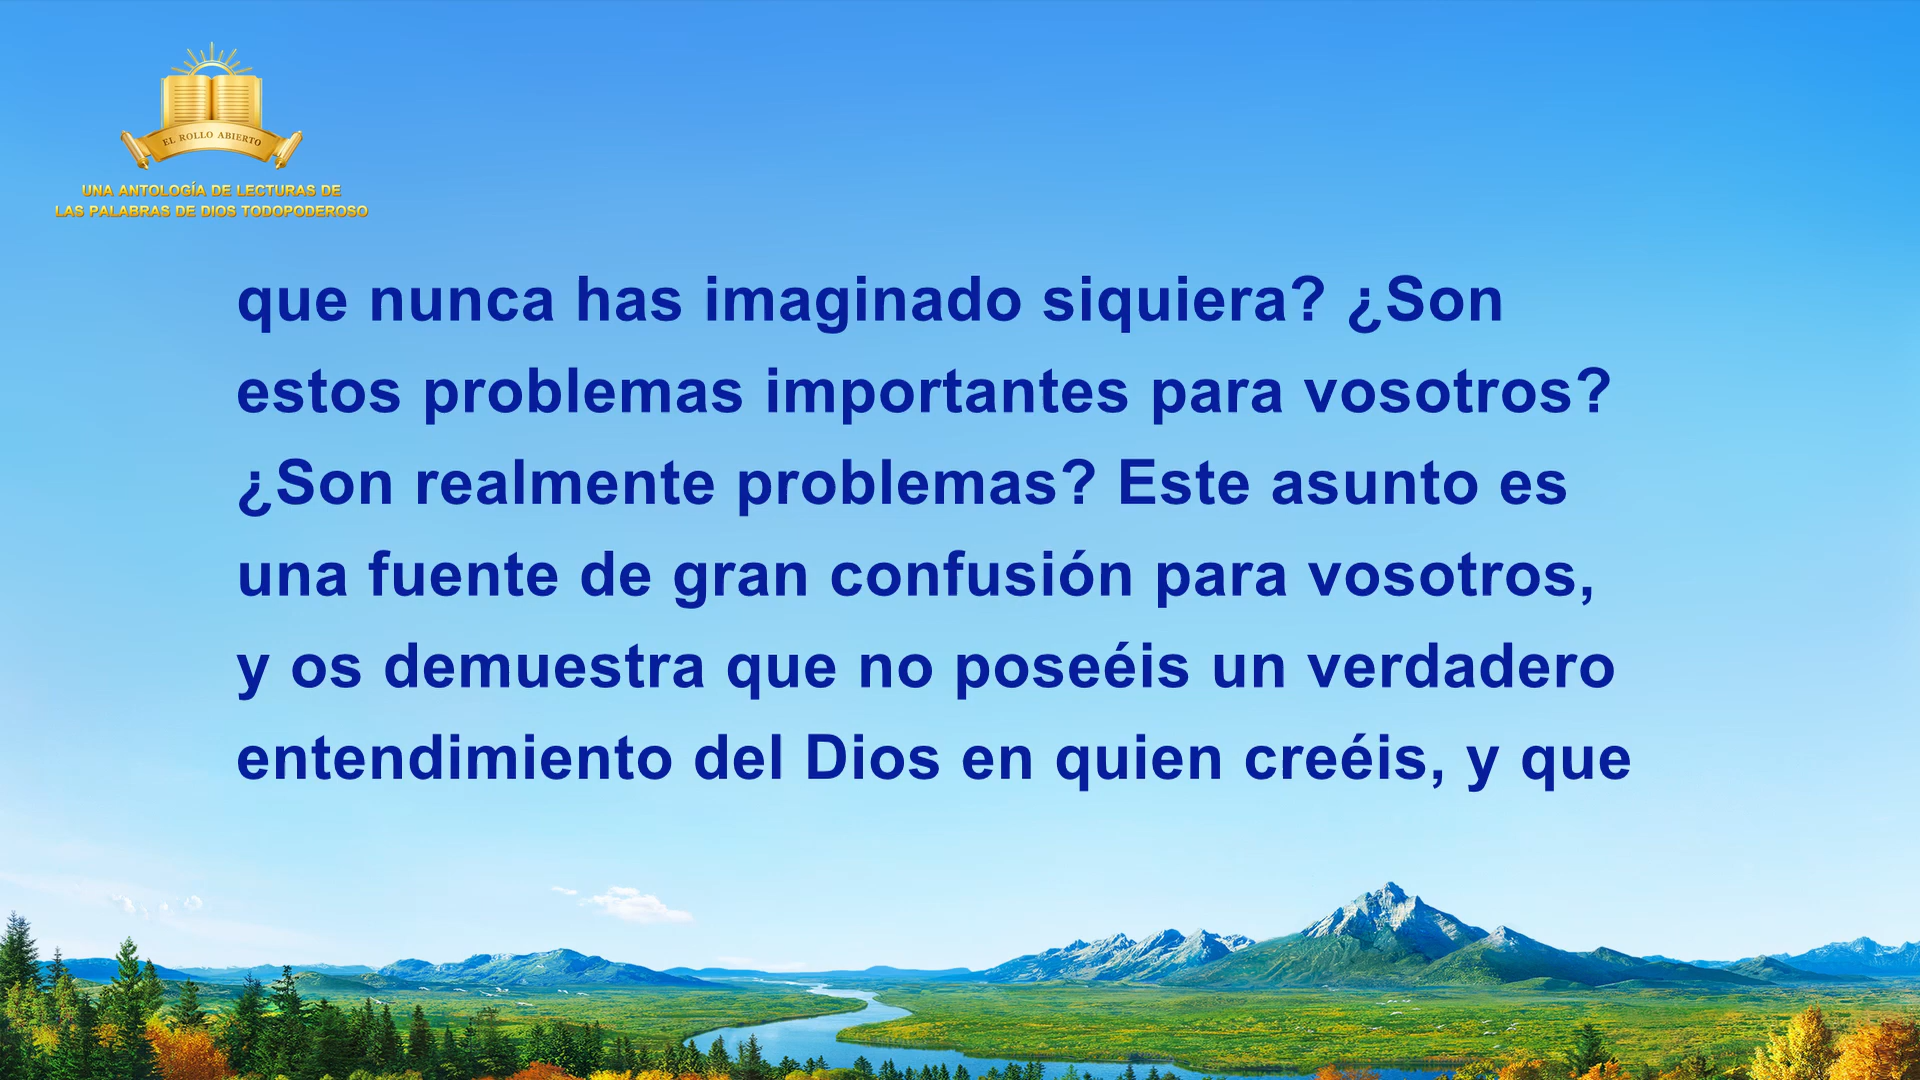 EL ROLLO ABIERTO
UNA ANTOLOGÍA DE LECTURAS DE
LAS PALABRAS DE DIOS TODOPODEROSO
que nunca has imaginado siquiera? ¿Son
estos problemas importantes para vosotros?
¿Son realmente problemas? Este asunto es
una fuente de gran confusión para vosotros,
y os demuestra que no poseéis un verdadero
entendimiento del Dios en quien creéis, y que